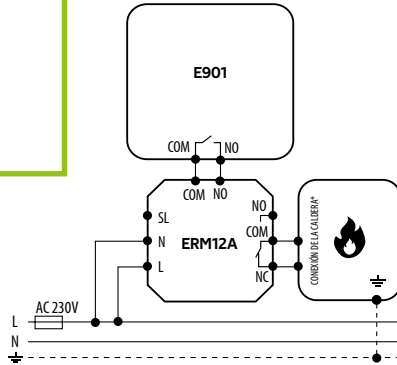 E901
COM NO
COM NO
SL
N
L
ERM12A
NO
COM
NC
CONEXIÓN DE LA CALDERA*
AC 230V
L
N